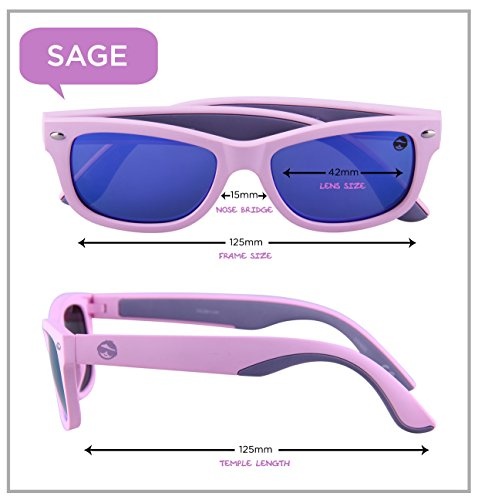 SAGE
42mm
LENS SIZE
15mm
NOSE BRIDGE
125mm
FRAME SIZE
125mm
TEMPLE LENGTH